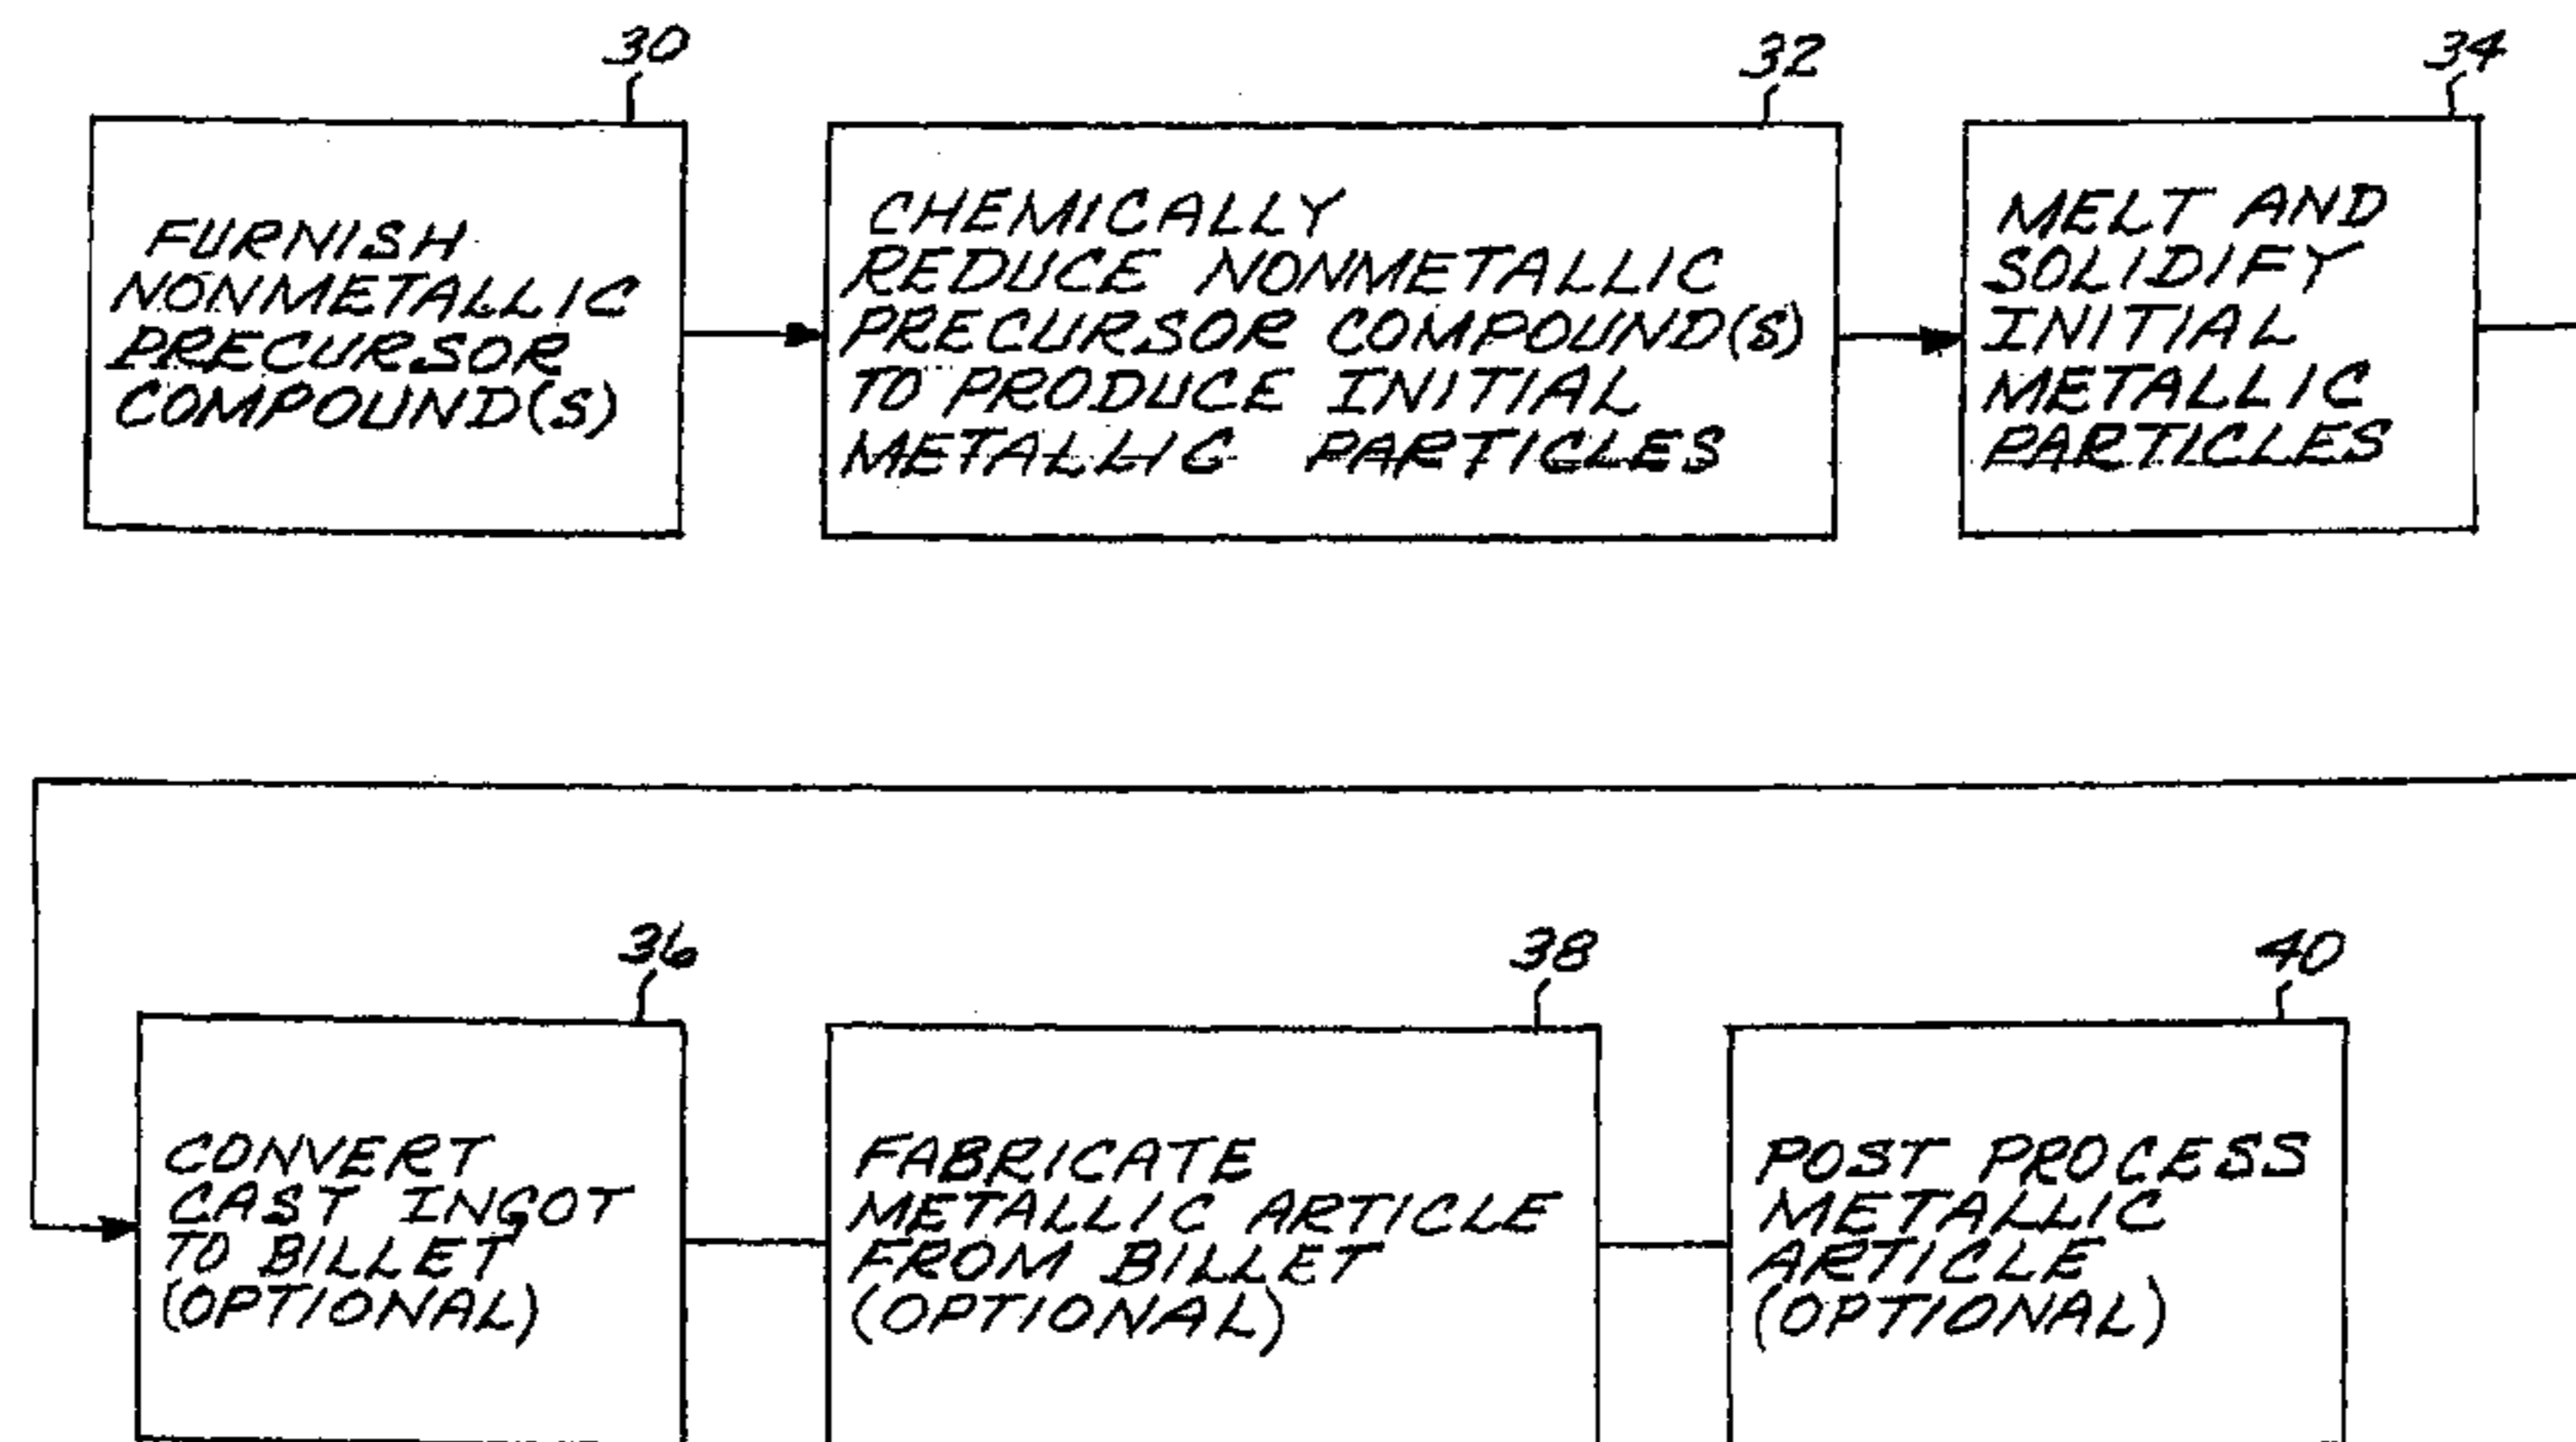 30
FURNISH
NONMETALLIC
PRECURSOR
COMPOUND(S)
32
CHEMICALLY
REDUCE NONMETALLIC
PRECURSOR COMPOUND(S)
TO PRODUCE INITIAL
METALLIC PARTICLES
34
MELT AND
SOLIDIFY
INITIAL
METALLIC
PARTICLES
36
CONVERT
CAST INGOT
TO BILLET
(OPTIONAL)
38
FABRICATE
METALLIC ARTICLE
FROM BILLET
(OPTIONAL)
40
POST PROCESS
METALLIC
ARTICLE
(OPTIONAL)